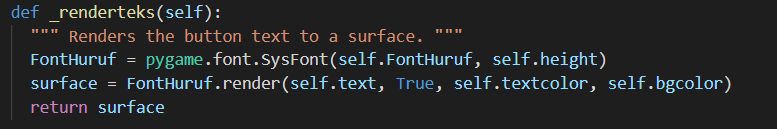 def _renderteks(self):
""" Renders the button text to a surface. """
FontHuruf = pygame.font.SysFont(self.FontHuruf, self.height)
surface = FontHuruf.render(self.text, True, self.textcolor, self.bgcolor)
return surface